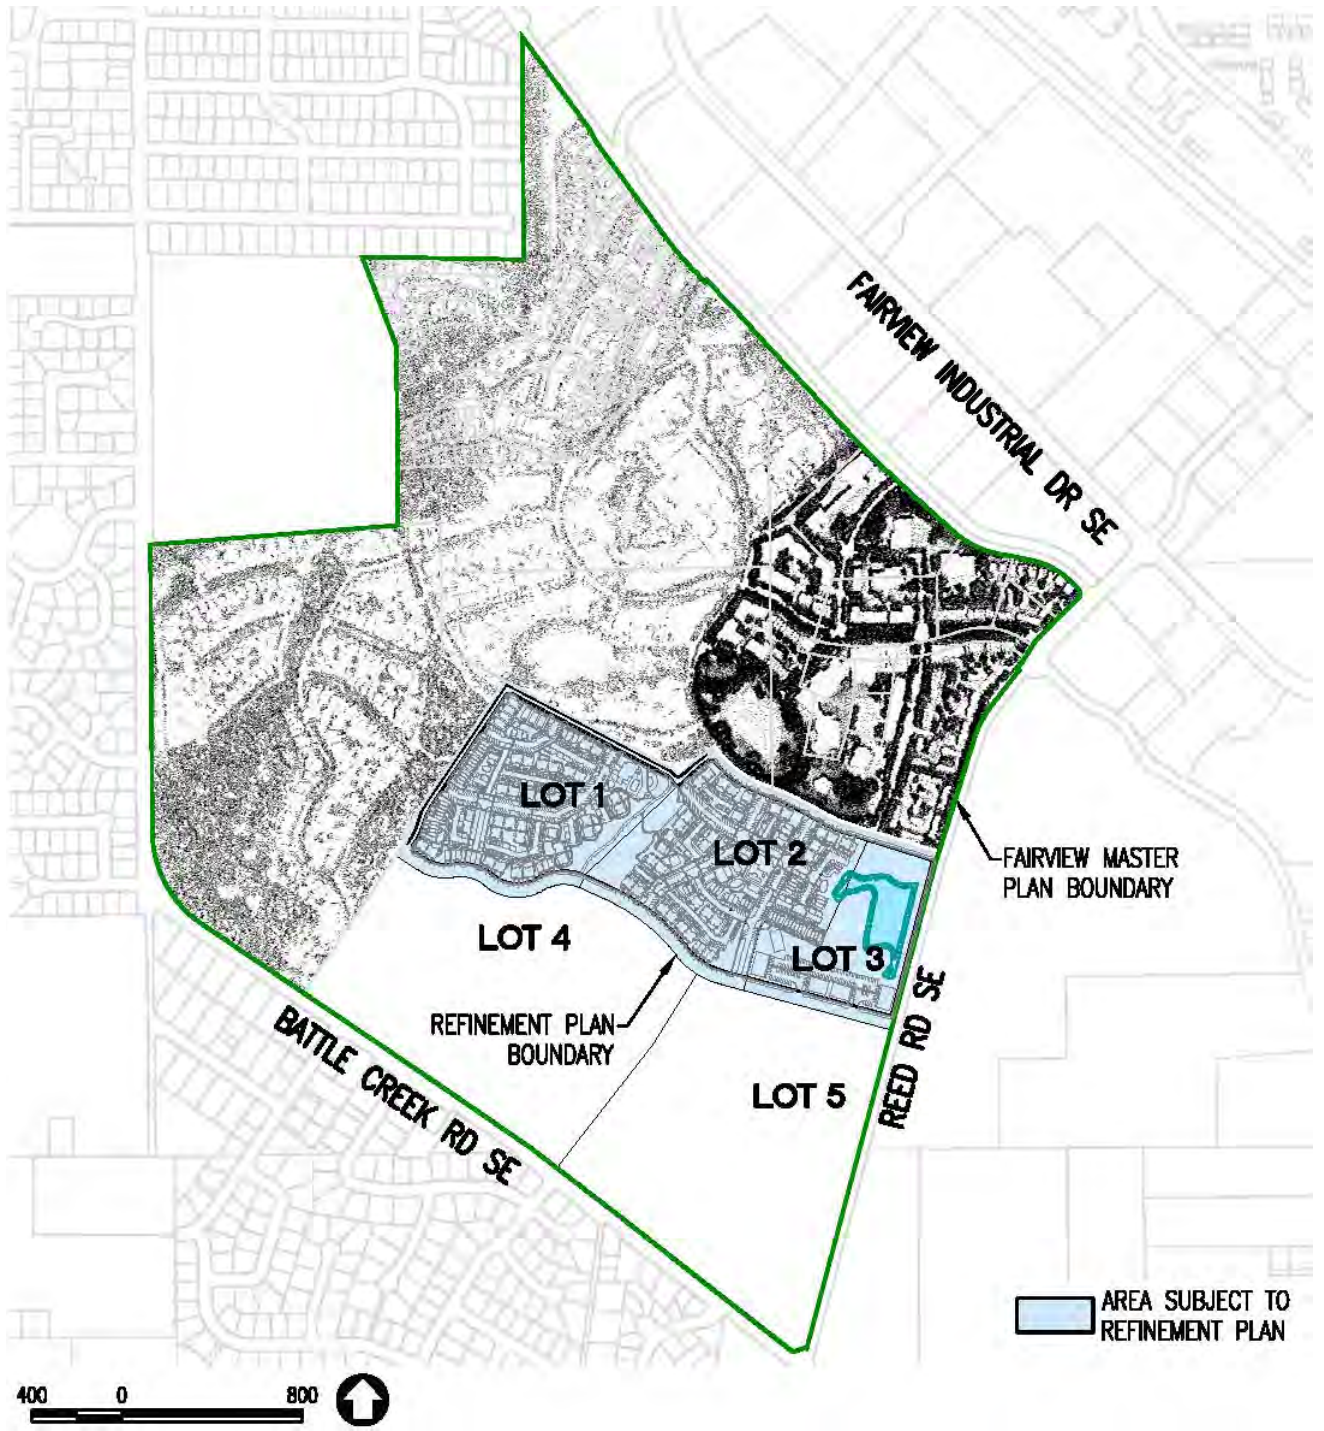 FAIRVIEW INDUSTRIAL DR SE
LOT 1
LOT 2
FAIRVIEW MASTER
PLAN BOUNDARY
LOT 4
LOT 3
REFINEMENT PLAN
BOUNDARY
REED RD SE
BATTLE CREEK RD SE
LOT 5
AREA SUBJECT TO
REFINEMENT PLAN
400 0 800